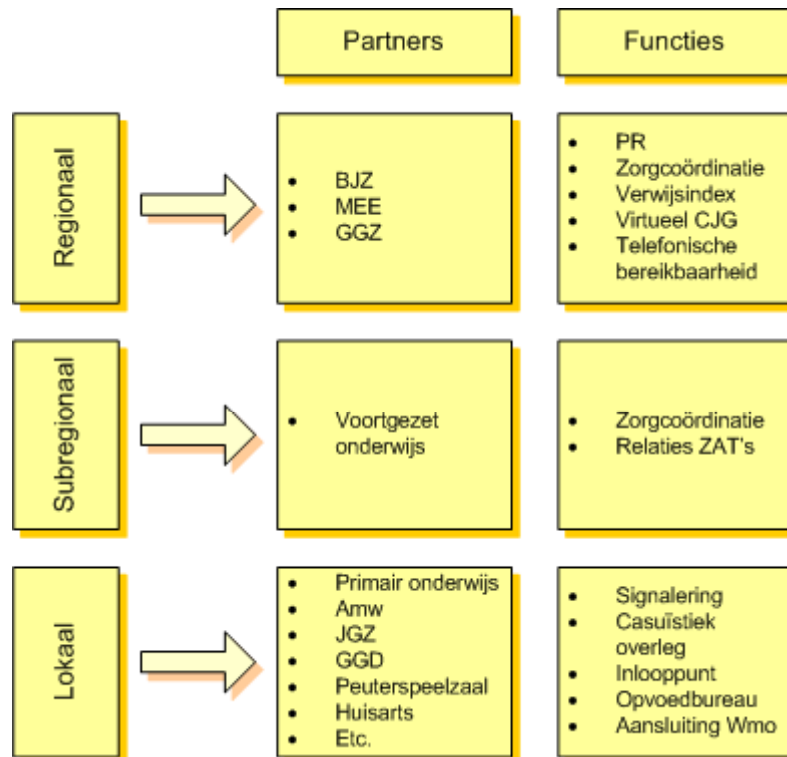 Partners
Functies
Regionaal
• BJZ
• MEE
• GGZ
• PR
• Zorgcoördinatie
• Verwijsindex
• Virtueel CJG
• Telefonische
bereikbaarheid
Subregionaal
• Voortgezet
onderwijs
• Zorgcoördinatie
• Relaties ZAT's
Lokaal
• Primair onderwijs
• Amw
• JGZ
• GGD
• Peuterspeelzaal
• Huisarts
• Etc.
• Signalering
• Casuïstiek
overleg
• Inlooppunt
• Opvoedbureau
• Aansluiting Wmo